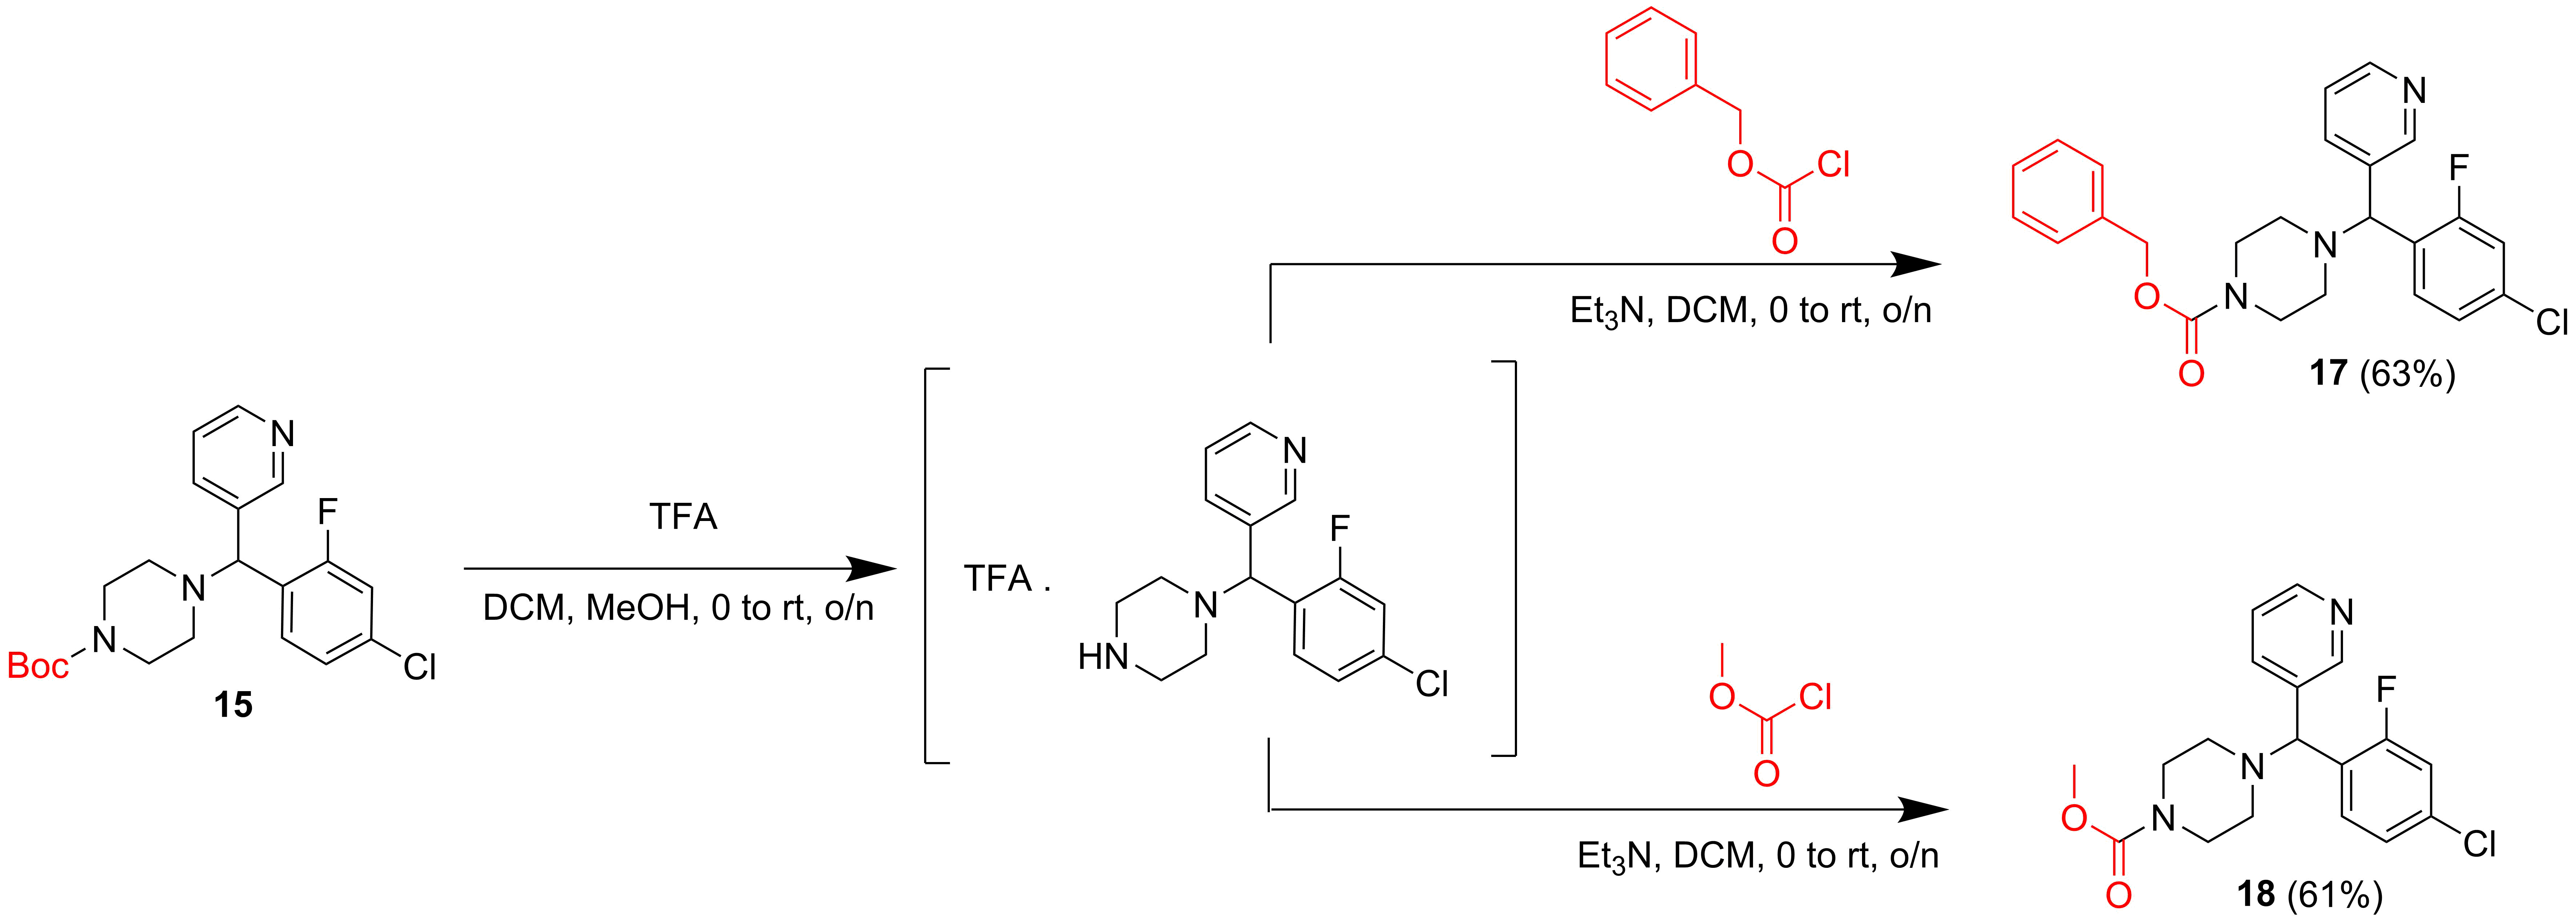 N
F
N
N
Boc
Cl
15
TFA
DCM, MeOH, 0 to rt, o/n
TFA .
N
F
N
HN
Cl
O
Cl
O
Et3N, DCM, 0 to rt, o/n
N
F
N
N
O
O
Cl
17 (63%)
O
Cl
O
Et3N, DCM, 0 to rt, o/n
N
F
N
N
O
O
Cl
18 (61%)